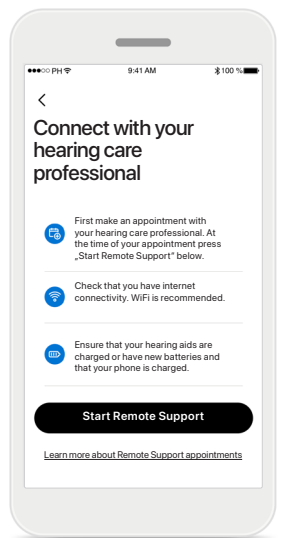 PH 9:41 AM 100 %
Connect with your
hearing care
professional
First make an appointment with
your hearing care professional. At
the time of your appointment press
„Start Remote Support“ below.
Check that you have internet
connectivity. WiFi is recommended.
Ensure that your hearing aids are
charged or have new batteries and
that your phone is charged.
Start Remote Support
Learn more about Remote Support appointments